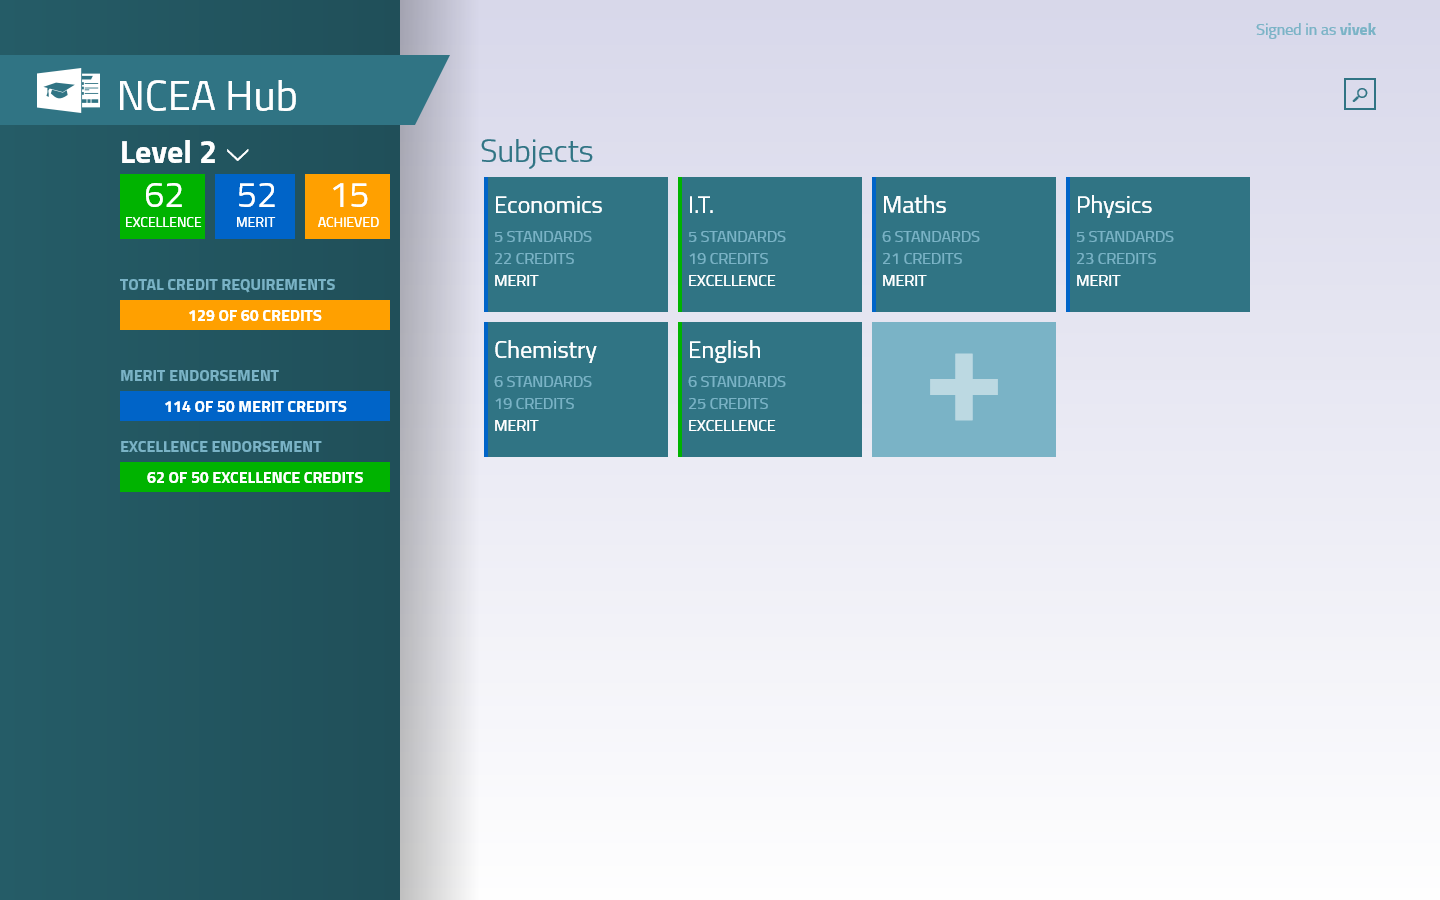 Signed in as vivek
NCEA Hub
Level 2
62
EXCELLENCE
52
MERIT
15
ACHIEVED
TOTAL CREDIT REQUIREMENTS
129 OF 60 CREDITS
MERIT ENDORSEMENT
114 OF 50 MERIT CREDITS
EXCELLENCE ENDORSEMENT
62 OF 50 EXCELLENCE CREDITS
Subjects
Economics
5 STANDARDS
22 CREDITS
MERIT
I.T.
5 STANDARDS
19 CREDITS
EXCELLENCE
Maths
6 STANDARDS
21 CREDITS
MERIT
Physics
5 STANDARDS
23 CREDITS
MERIT
Chemistry
6 STANDARDS
19 CREDITS
MERIT
English
6 STANDARDS
25 CREDITS
EXCELLENCE